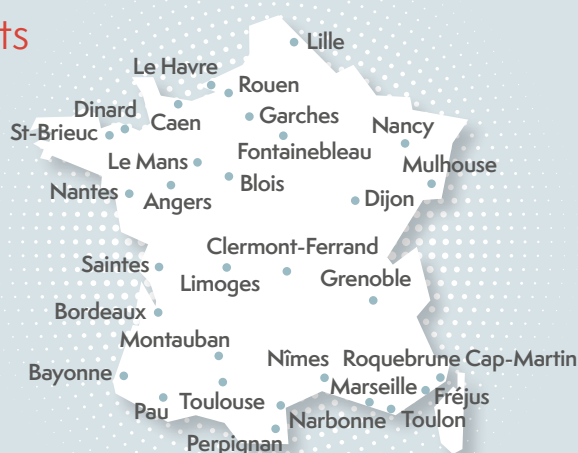 ts
Lille
Le Havre
Rouen
Dinard
Caen
Garches
St-Brieuc
Fontainebleau
Nancy
Le Mans
Mulhouse
Nantes
Angers
Blois
Dijon
Clermont-Ferrand
Saintes
Limoges
Grenoble
Bordeaux
Montauban
Nîmes
Roquebrune Cap-Martin
Bayonne
Marseille
Fréjus
Pau
Toulouse
Narbonne
Toulon
Perpignan